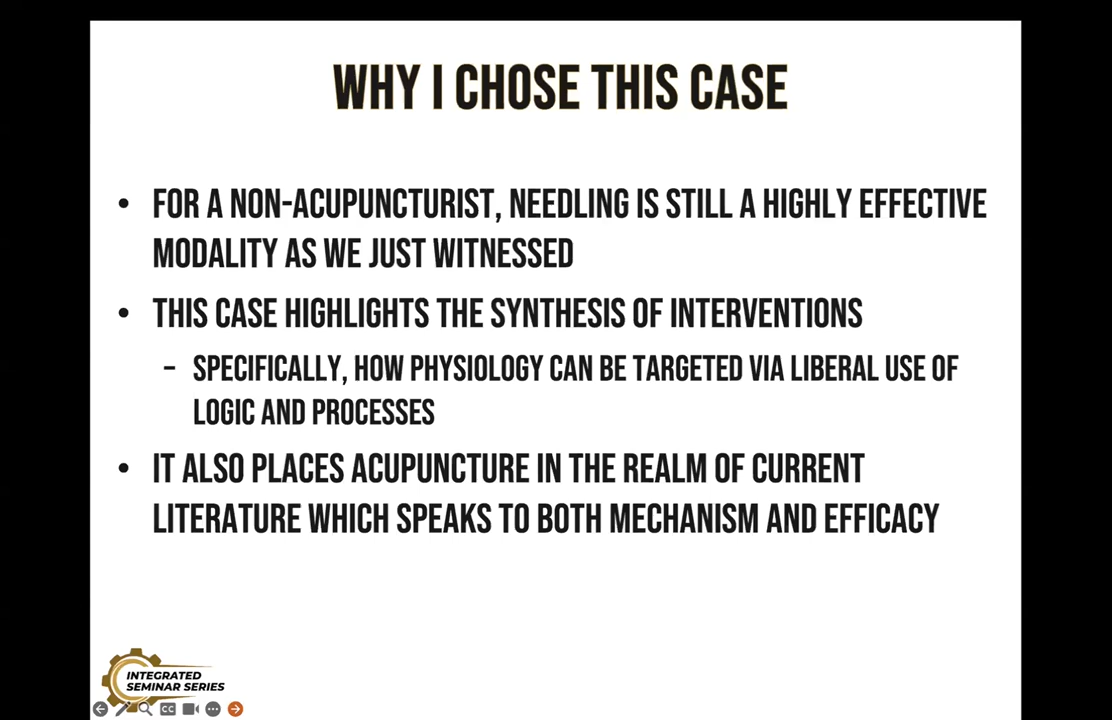 WHY I CHOSE THIS CASE
• FOR A NON-ACUPUNCTURIST, NEEDLING IS STILL A HIGHLY EFFECTIVE
MODALITY AS WE JUST WITNESSED
• THIS CASE HIGHLIGHTS THE SYNTHESIS OF INTERVENTIONS
– SPECIFICALLY, HOW PHYSIOLOGY CAN BE TARGETED VIA LIBERAL USE OF
LOGIC AND PROCESSES
• IT ALSO PLACES ACUPUNCTURE IN THE REALM OF CURRENT
LITERATURE WHICH SPEAKS TO BOTH MECHANISM AND EFFICACY
INTEGRATED
SEMINAR SERIES
CC